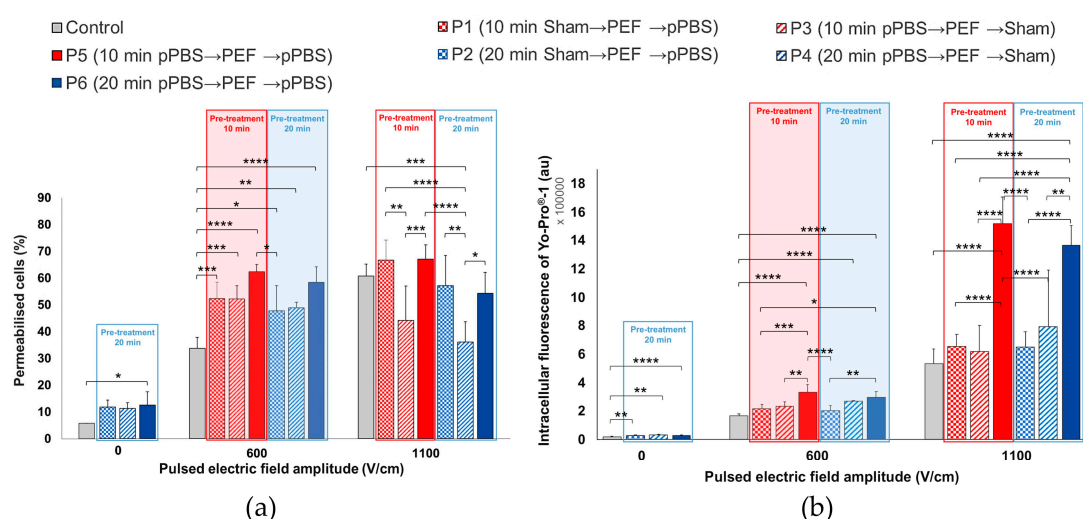 Control
P5 (10 min pPBS→PEF →pPBS)
P6 (20 min pPBS→PEF →pPBS)
P1 (10 min Sham→PEF →pPBS)
P2 (20 min Sham→PEF →pPBS)
P3 (10 min pPBS→PEF →Sham)
P4 (20 min pPBS→PEF →Sham)
Permeabilised cells (%)
90
80
70
60
50
40
30
20
10
0
Pre-treatment
20 min
*
Pre-treatment
10 min
Pre-treatment
20 min
****
**
*
****
*
***
***
Pre-treatment
10 min
Pre-treatment
20 min
***
****
**
****
***
**
*
0
600
1100
Pulsed electric field amplitude (V/cm)
(a)
Intracellular fluorescence of Yo-Pro®-1 (au)
x 100000
18
16
14
12
10
8
6
4
2
0
Pre-treatment
20 min
****
**
**
Pre-treatment
10 min
Pre-treatment
20 min
****
****
****
*
***
****
**
**
Pre-treatment
10 min
Pre-treatment
20 min
****
****
****
****
**
****
****
****
****
****
0
600
1100
Pulsed electric field amplitude (V/cm)
(b)